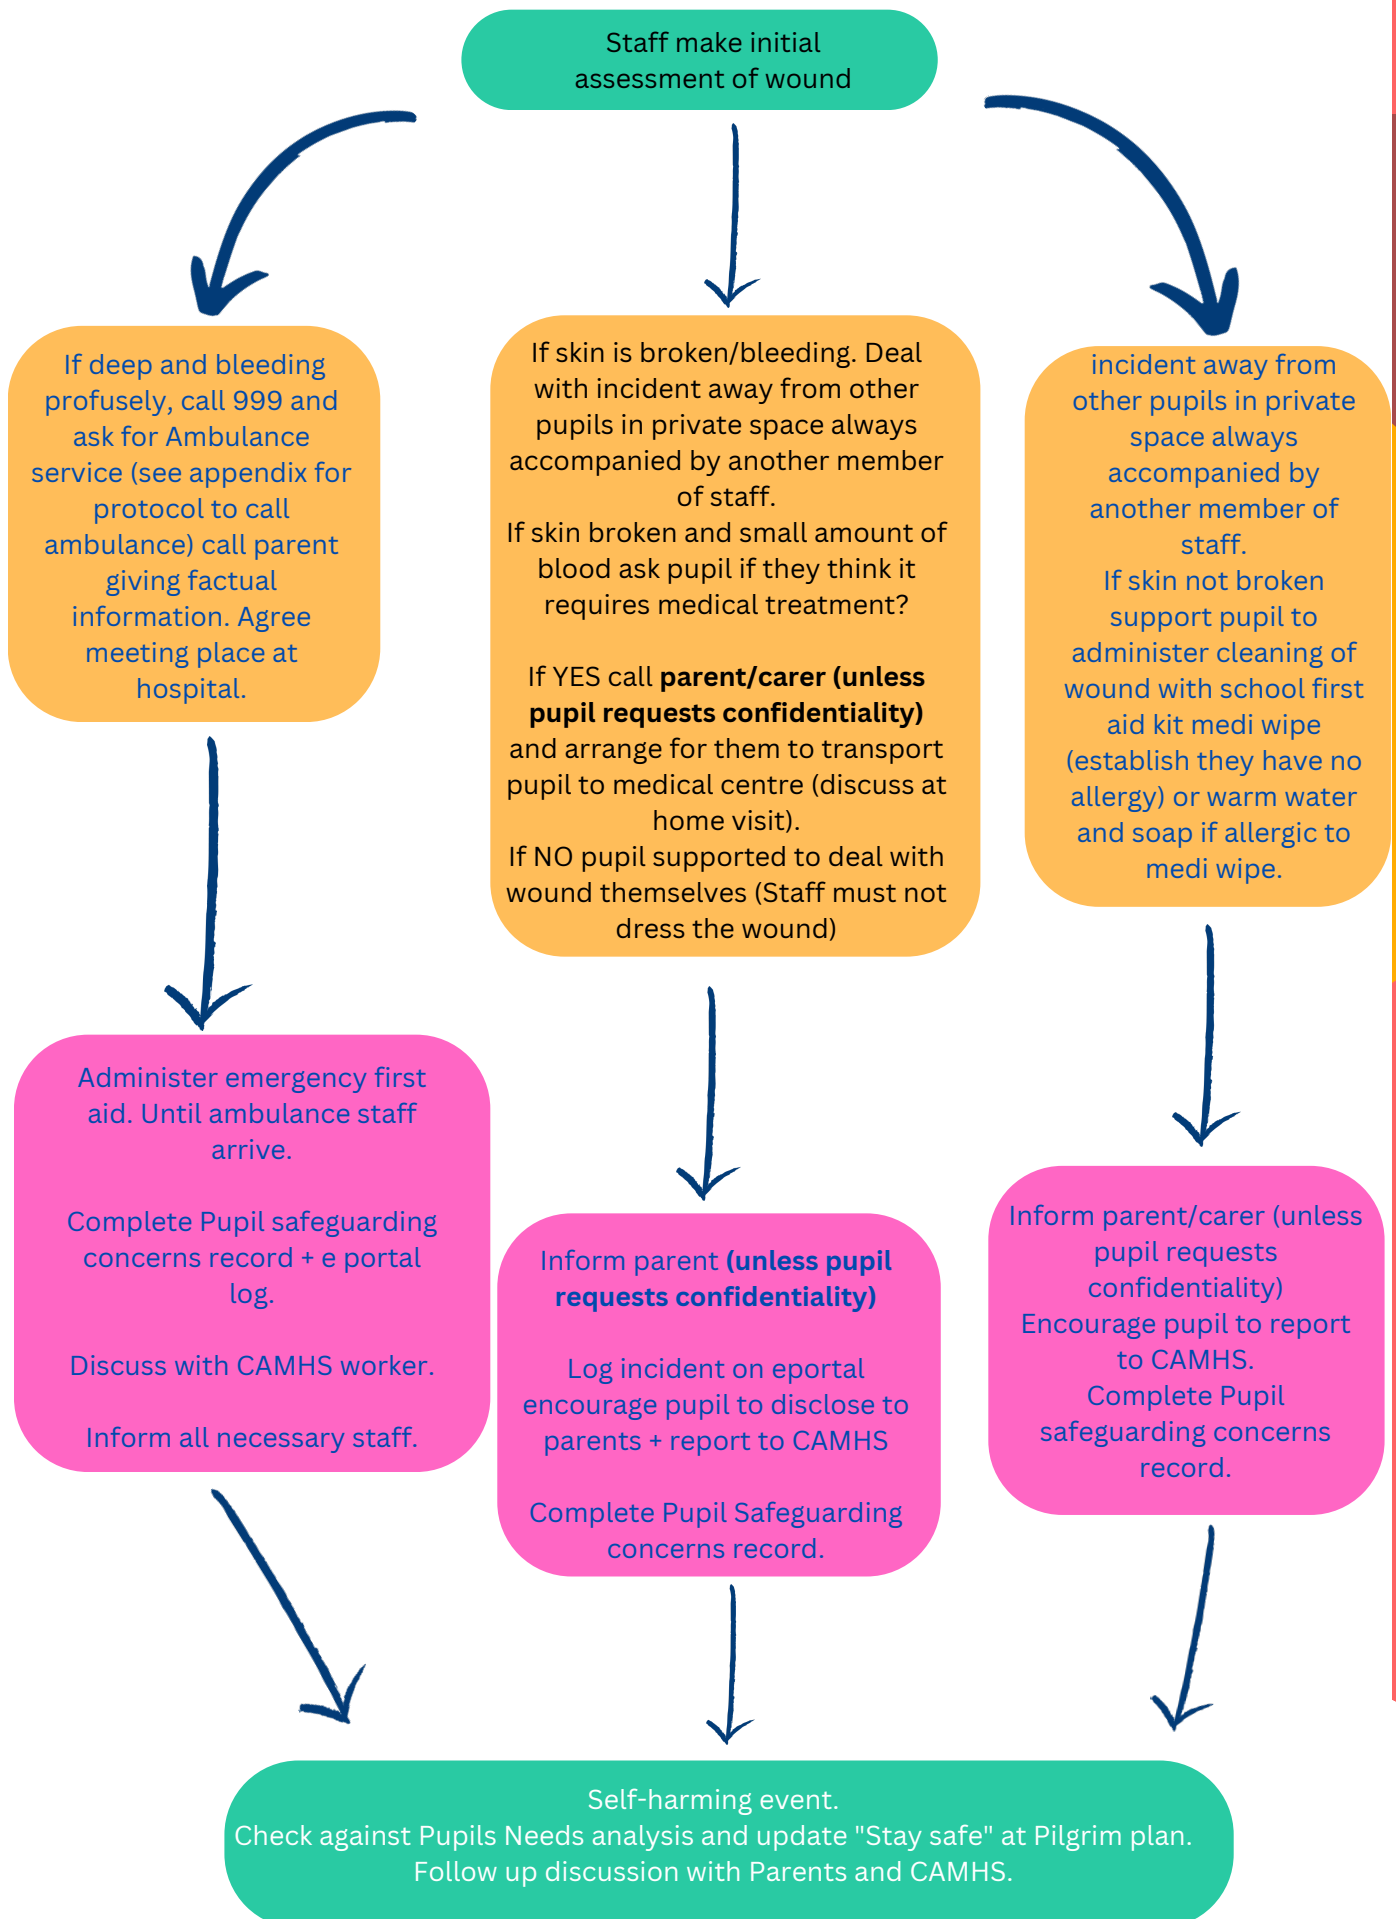 Staff make initial
assessment of wound
If deep and bleeding
profusely, call 999 and
ask for Ambulance
service (see appendix for
protocol to call
ambulance) call parent
giving factual
information. Agree
meeting place at
hospital.
If skin is broken/bleeding. Deal
with incident away from other
pupils in private space always
accompanied by another member
of staff.
If skin broken and small amount of
blood ask pupil if they think it
requires medical treatment?
If YES call parent/carer (unless
pupil requests confidentiality)
and arrange for them to transport
pupil to medical centre (discuss at
home visit).
If NO pupil supported to deal with
wound themselves (Staff must not
dress the wound)
incident away from
other pupils in private
space always
accompanied by
another member of
staff.
If skin not broken
support pupil to
administer cleaning of
wound with school first
aid kit medi wipe
(establish they have no
allergy) or warm water
and soap if allergic to
medi wipe.
Administer emergency first
aid. Until ambulance staff
arrive.
Complete Pupil safeguarding
concerns record + e portal
log.
Discuss with CAMHS worker.
Inform all necessary staff.
Inform parent (unless pupil
requests confidentiality)
Log incident on eportal
encourage pupil to disclose to
parents + report to CAMHS
Complete Pupil Safeguarding
concerns record.
Inform parent/carer (unless
pupil requests
confidentiality)
Encourage pupil to report
to CAMHS.
Complete Pupil
safeguarding concerns
record.
Self-harming event.
Check against Pupils Needs analysis and update "Stay safe" at Pilgrim plan.
Follow up discussion with Parents and CAMHS.